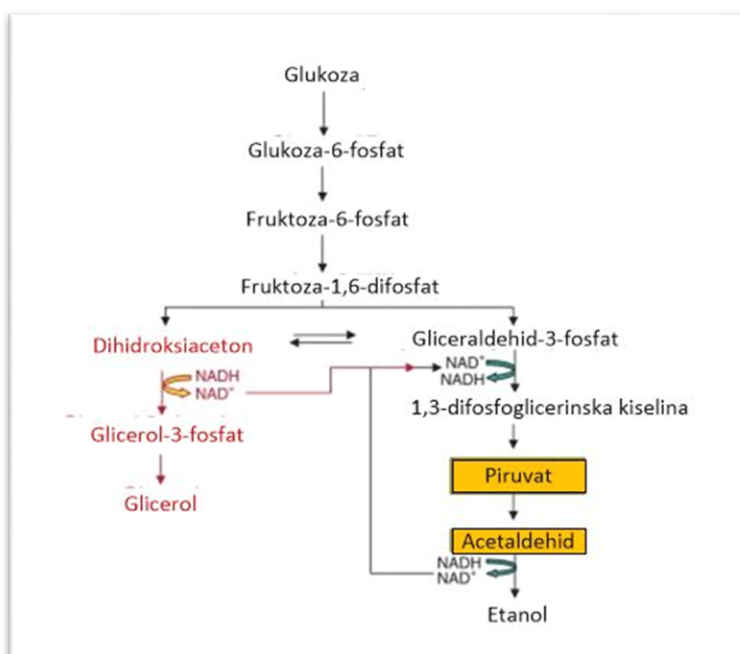 Glukoza
Glukoza-6-fosfat
Fruktoza-6-fosfat
Fruktoza-1,6-difosfat
Dihidroksiaceton
Gliceraldehid-3-fosfat
NADH
NAD⁺
NAD⁺
NADH
1,3-difosfoglicerinska kiselina
Glicerol-3-fosfat
Glicerol
Piruvat
Acetaldehid
NADH
NAD⁺
Etanol